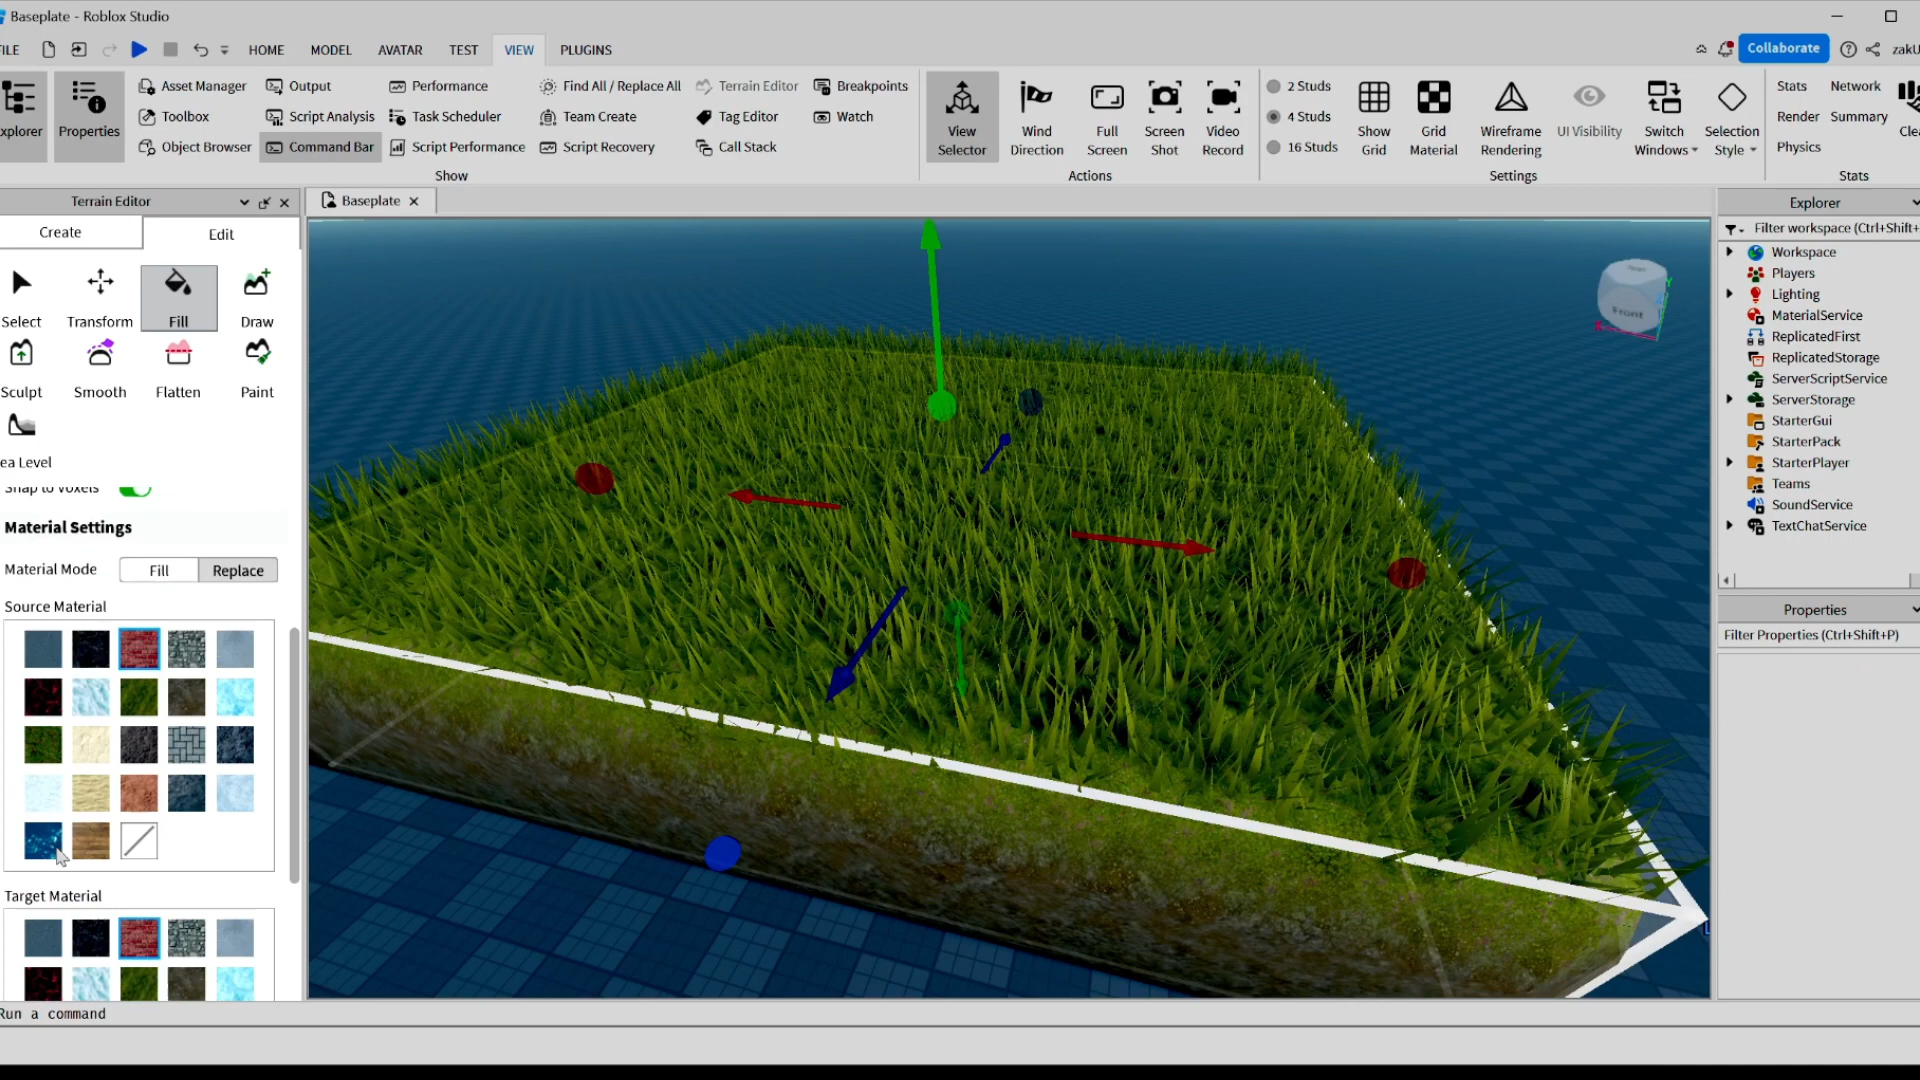 Baseplate - Roblox Studio
ILE
HOME
MODEL
AVATAR
TEST
VIEW
PLUGINS
Collaborate
zakU
xplorer
Properties
Asset Manager
Toolbox
Object Browser
Output
Script Analysis
Command Bar
Performance
Task Scheduler
Script Performance
Find All / Replace All
Team Create
Script Recovery
Terrain Editor
Tag Editor
Call Stack
Breakpoints
Watch
Show
View
Selector
Wind
Direction
Full
Screen
Screen
Shot
Video
Record
Actions
2 Studs
4 Studs
16 Studs
Show
Grid
Grid
Material
Wireframe
Rendering
UI Visibility
Switch
Windows
Selection
Style
Settings
Stats
Network
Render
Summary
Physics
Clea
Stats
Terrain Editor
Create
Edit
Select
Transform
Fill
Draw
Sculpt
Smooth
Flatten
Paint
ea Level
Snap to Voxels
Material Settings
Material Mode
Fill
Replace
Source Material
Target Material
Baseplate
Front
Y
Explorer
Filter workspace (Ctrl+Shift+
Workspace
Players
Lighting
MaterialService
ReplicatedFirst
ReplicatedStorage
ServerScriptService
ServerStorage
StarterGui
StarterPack
StarterPlayer
Teams
SoundService
TextChatService
Properties
Filter Properties (Ctrl+Shift+P)
Run a command